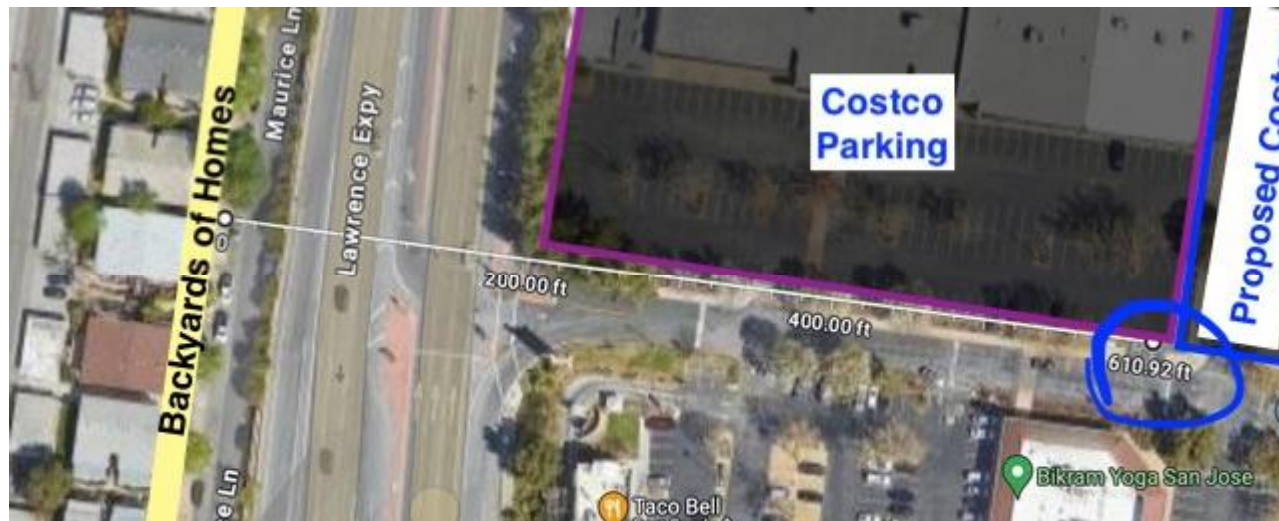 Backyards of Homes
Maurice Ln
Lawrence Expy
Costco
Parking
Proposed
200.00 ft
400.00 ft
610.92 ft
Bikram Yoga San Jose
Taco Bell
Ln